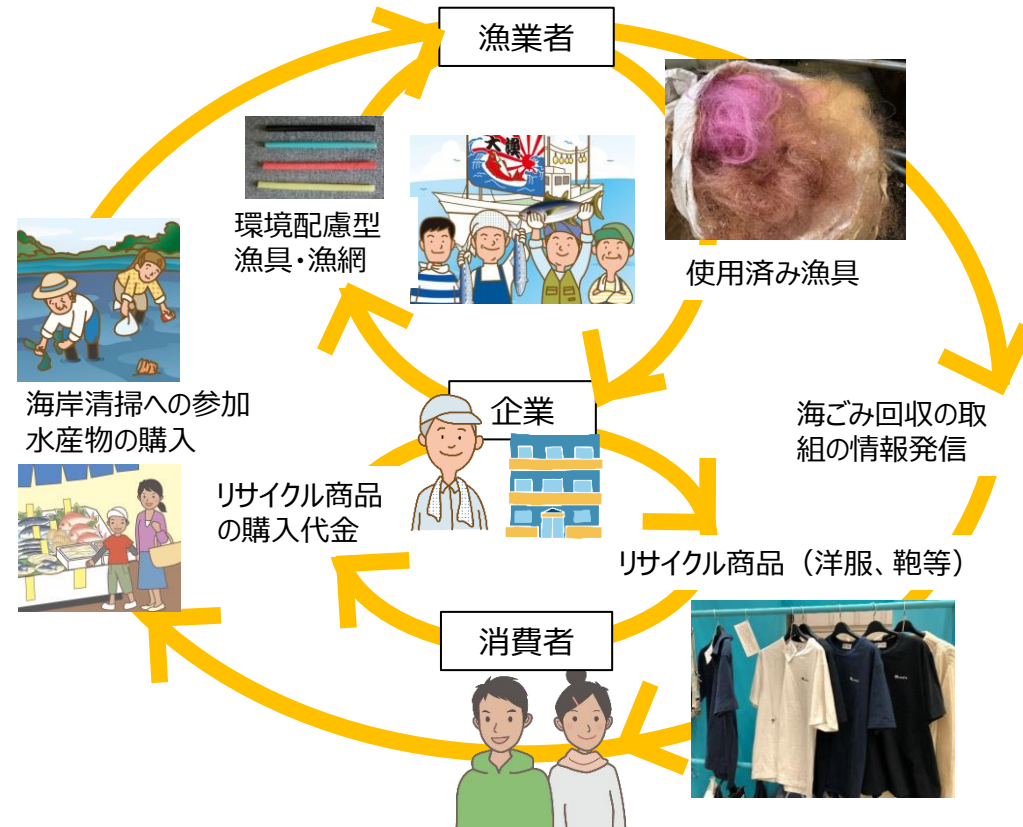 漁業者
大漁
環境配慮型
漁具・漁網
使用済み漁具
海岸清掃への参加
水産物の購入
企業
海ごみ回収の取
組の情報発信
リサイクル商品
の購入代金
リサイクル商品（洋服、鞄等）
消費者